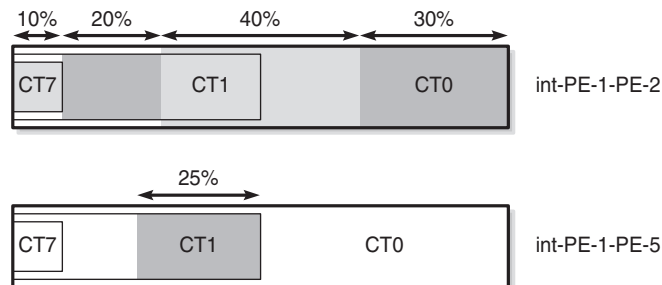 10% 20% 40% 30%
CT7 CT1 CT0 int-PE-1-PE-2
25%
CT7 CT1 CT0 int-PE-1-PE-5